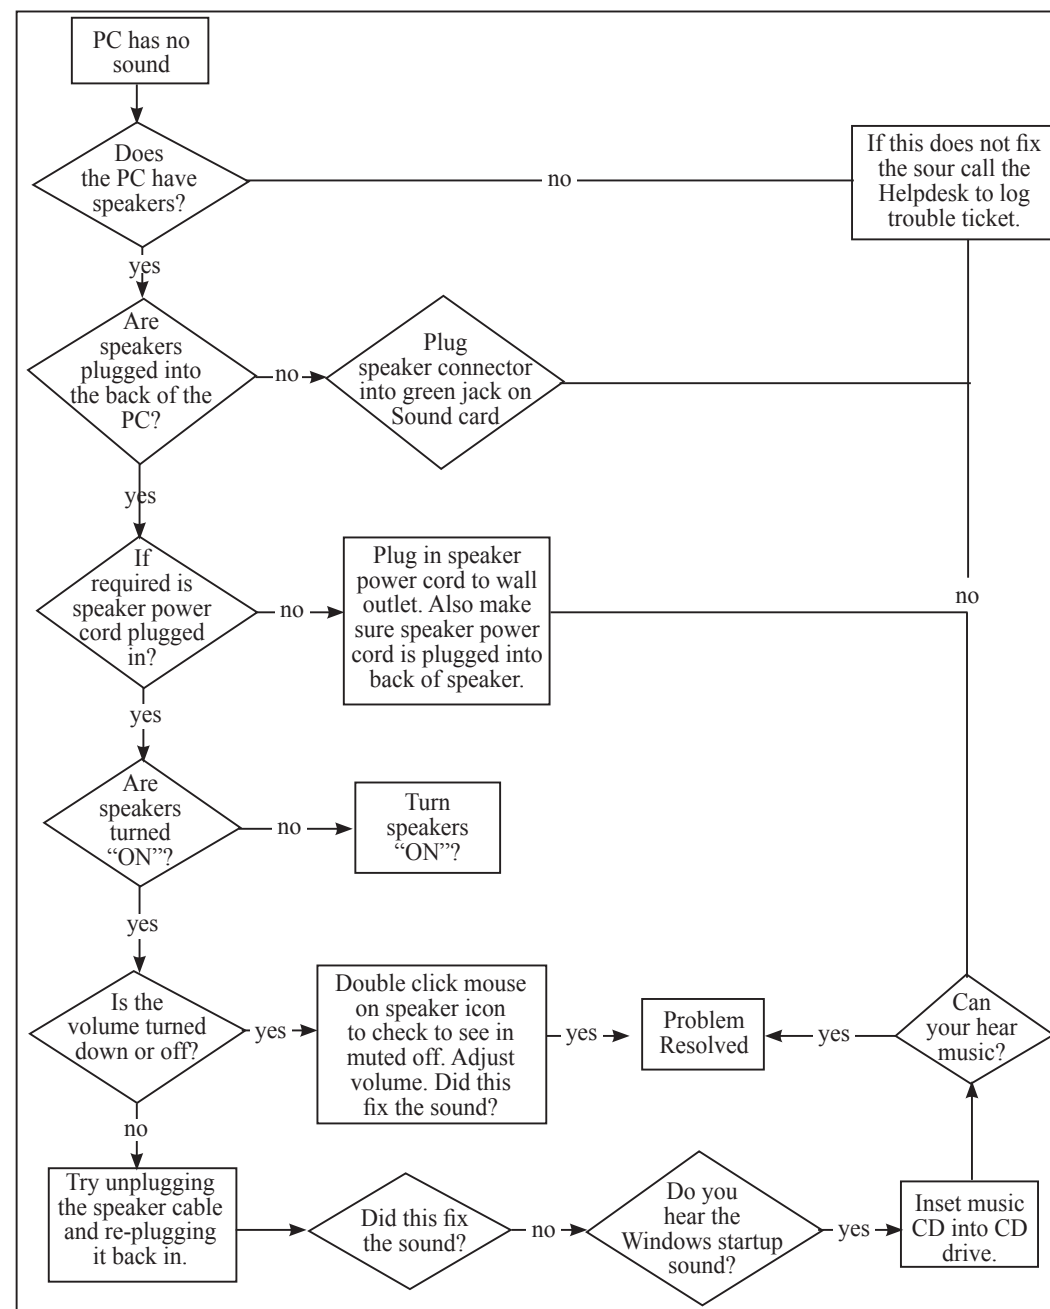 PC has no
sound
Does
the PC have
speakers?
no
If this does not fix
the sour call the
Helpdesk to log
trouble ticket.
yes
Are
speakers
plugged into
the back of the
PC?
no
Plug
speaker connector
into green jack on
Sound card
yes
If
required is
speaker power
cord plugged
in?
no
Plug in speaker
power cord to wall
outlet. Also make
sure speaker power
cord is plugged into
back of speaker.
no
yes
Are
speakers
turned
“ON”?
no
Turn
speakers
“ON”?
yes
Is the
volume turned
down or off?
yes
Double click mouse
on speaker icon
to check to see in
muted off. Adjust
volume. Did this
fix the sound?
yes
Problem
Resolved
yes
Can
your hear
music?
no
Try unplugging
the speaker cable
and re-plugging
it back in.
Did this fix
the sound?
no
Do you
hear the
Windows startup
sound?
yes
Inset music
CD into CD
drive.